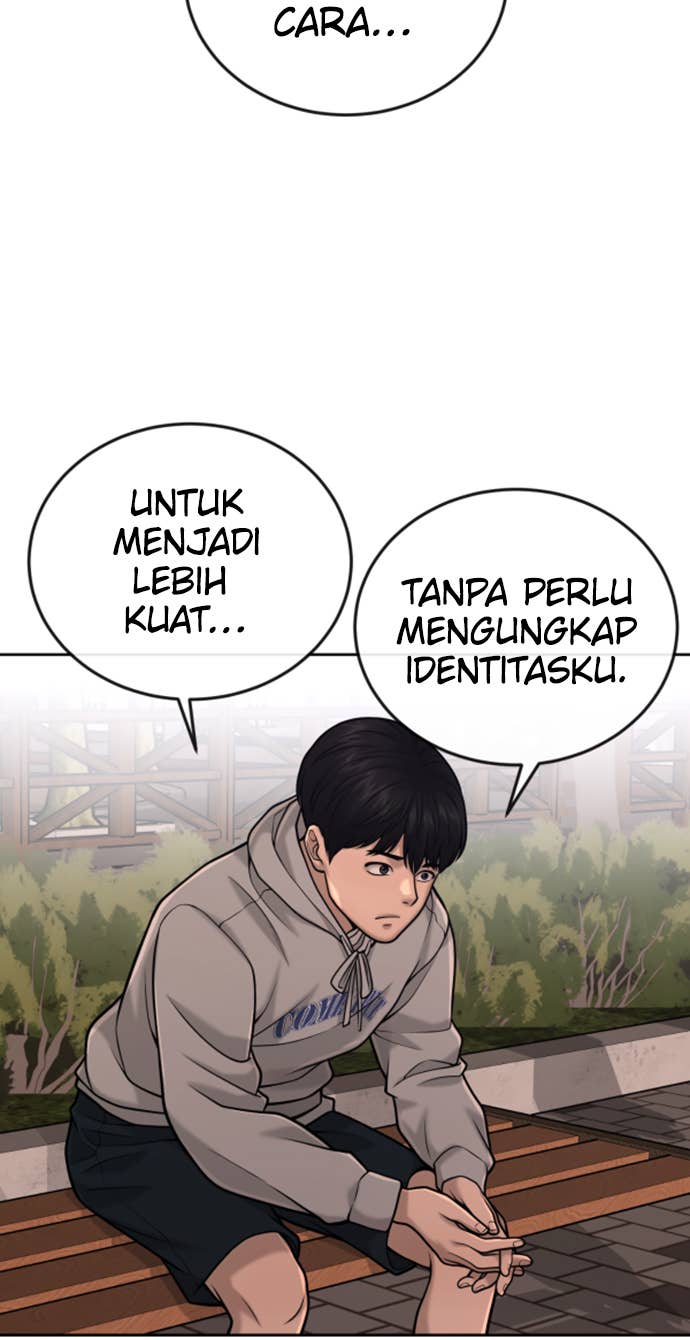 CARA...
UNTUK
MENJADI
LEBIH
KUAT...
TANPA PERLU
MENGUNGKAP
IDENTITASKU.